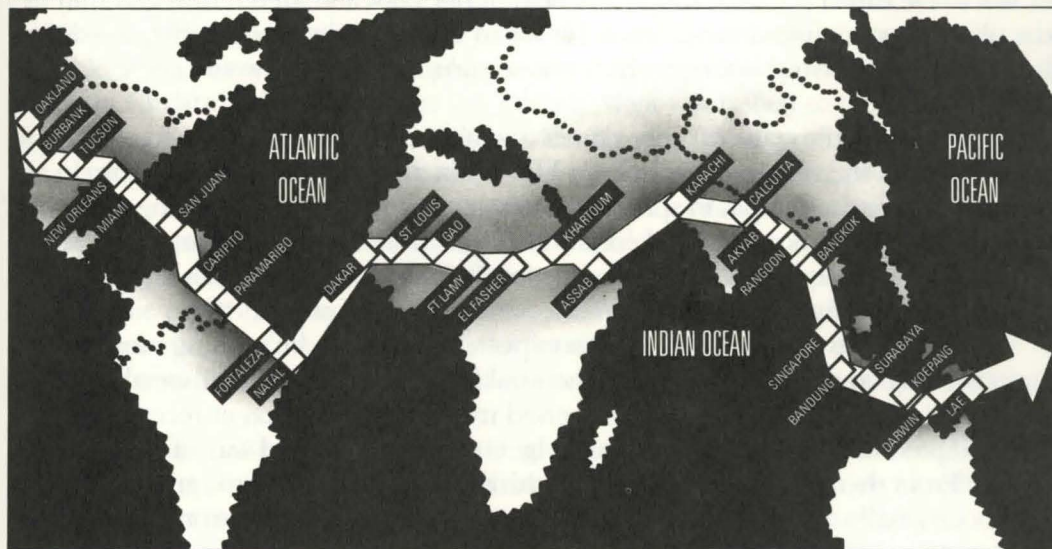 OAKLAND
BURBANK
TUCSON
NEW ORLEANS
MIAMI
SAN JUAN
CARIPITO
PARAMARIBO
FORTALEZA
NATAL
ATLANTIC
OCEAN
DAKAR
ST. LOUIS
GAO
FT. LAMY
EL FASHER
KHARTOUM
ASSAB
KARACHI
CALCUTTA
AKYAB
RANGOON
BANGKOK
INDIAN OCEAN
SINGAPORE
BANDUNG
SURABAYA
KOEPANG
DARWIN
LAE
PACIFIC
OCEAN